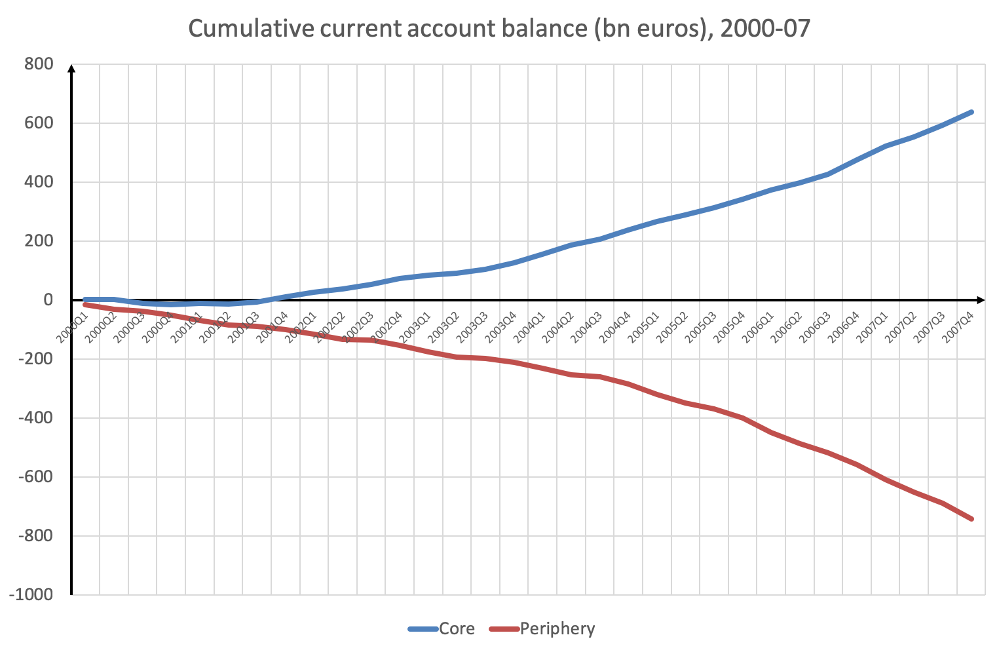 Cumulative current account balance (bn euros), 2000-07
800
600
400
200
0
-200
-400
-600
-800
-1000
2000Q1
2000Q2
2000Q3
2000Q4
2001Q1
2001Q2
2001Q3
2001Q4
2002Q1
2002Q2
2002Q3
2002Q4
2003Q1
2003Q2
2003Q3
2003Q4
2004Q1
2004Q2
2004Q3
2004Q4
2005Q1
2005Q2
2005Q3
2005Q4
2006Q1
2006Q2
2006Q3
2006Q4
2007Q1
2007Q2
2007Q3
2007Q4
Core
Periphery